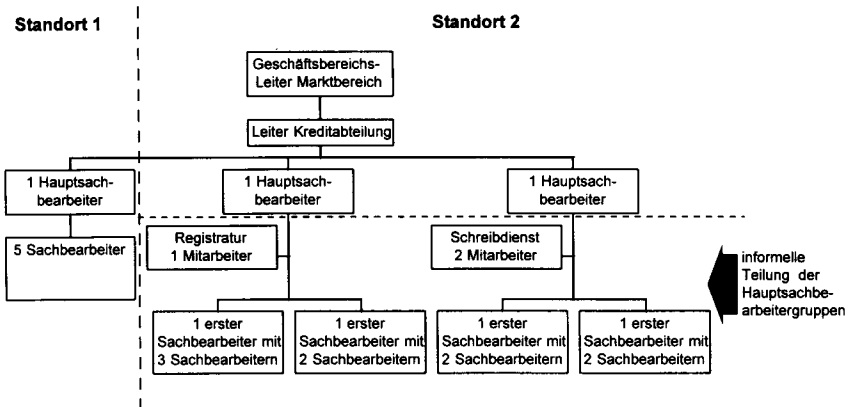 Standort 1
Standort 2
Geschäftsbereichs-
Leiter Marktbereich
Leiter Kreditabteilung
1 Hauptsach-
bearbeiter
1 Hauptsach-
bearbeiter
1 Hauptsach-
bearbeiter
5 Sachbearbeiter
Registratur
1 Mitarbeiter
Schreibdienst
2 Mitarbeiter
informelle
Teilung der
Hauptsachbe-
arbeitergruppen
1 erster
Sachbearbeiter mit
3 Sachbearbeitern
1 erster
Sachbearbeiter mit
2 Sachbearbeitern
1 erster
Sachbearbeiter mit
2 Sachbearbeitern
1 erster
Sachbearbeiter mit
2 Sachbearbeitern